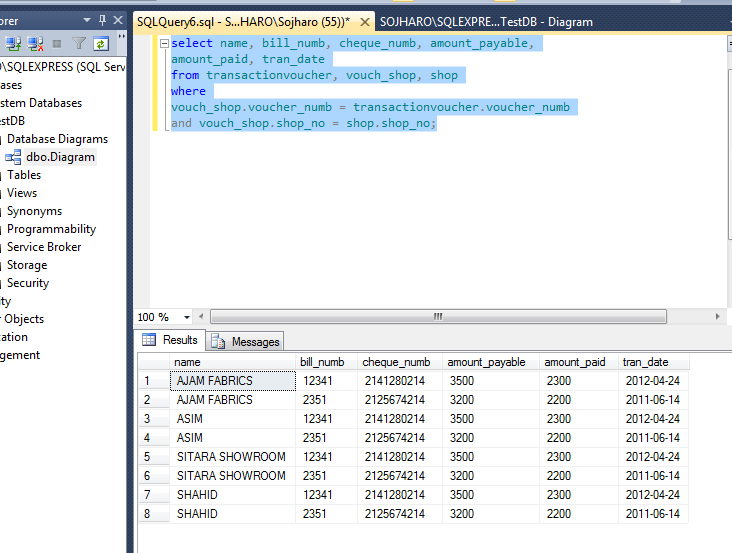 orer
SQLQuery6.sql - S...HARO\Sojharo (55))*
SOJHARO\SQLEXPRE...TestDB - Diagram
select name, bill_numb, cheque_numb, amount_payable,
amount_paid, tran_date
from transactionvoucher, vouch_shop, shop
where
vouch_shop.voucher_numb = transactionvoucher.voucher_numb
and vouch_shop.shop_no = shop.shop_no;
O\SQLEXPRESS (SQL Serv
ases
stem Databases
estDB
Database Diagrams
dbo.Diagram
Tables
Views
Synonyms
Programmability
Service Broker
Storage
Security
ity
r Objects
ation
gement
100 %
Results
Messages
name bill_numb cheque_numb amount_payable amount_paid tran_date
1 AJAM FABRICS 12341 2141280214 3500 2300 2012-04-24
2 AJAM FABRICS 2351 2125674214 3200 2200 2011-06-14
3 ASIM 12341 2141280214 3500 2300 2012-04-24
4 ASIM 2351 2125674214 3200 2200 2011-06-14
5 SITARA SHOWROOM 12341 2141280214 3500 2300 2012-04-24
6 SITARA SHOWROOM 2351 2125674214 3200 2200 2011-06-14
7 SHAHID 12341 2141280214 3500 2300 2012-04-24
8 SHAHID 2351 2125674214 3200 2200 2011-06-14